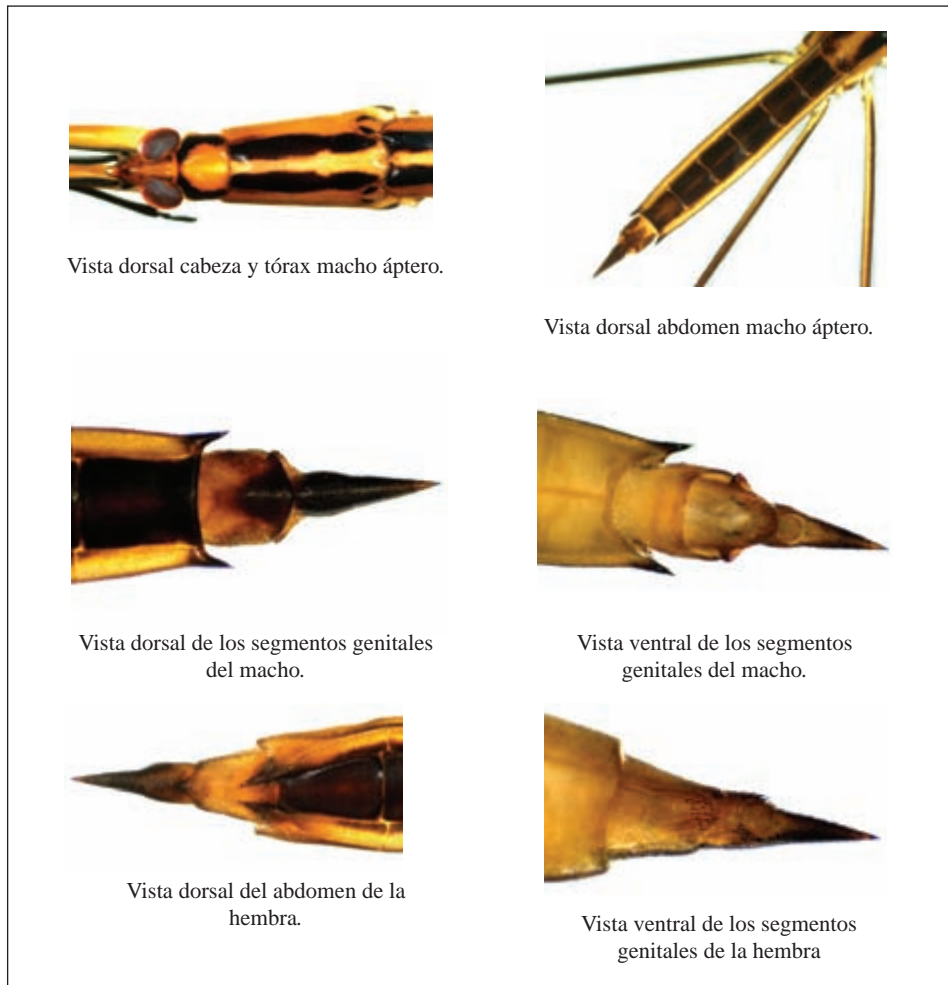 Vista dorsal cabeza y tórax macho áptero.
Vista dorsal abdomen macho áptero.
Vista dorsal de los segmentos genitales
del macho.
Vista ventral de los segmentos
genitales del macho.
Vista dorsal del abdomen de la
hembra.
Vista ventral de los segmentos
genitales de la hembra